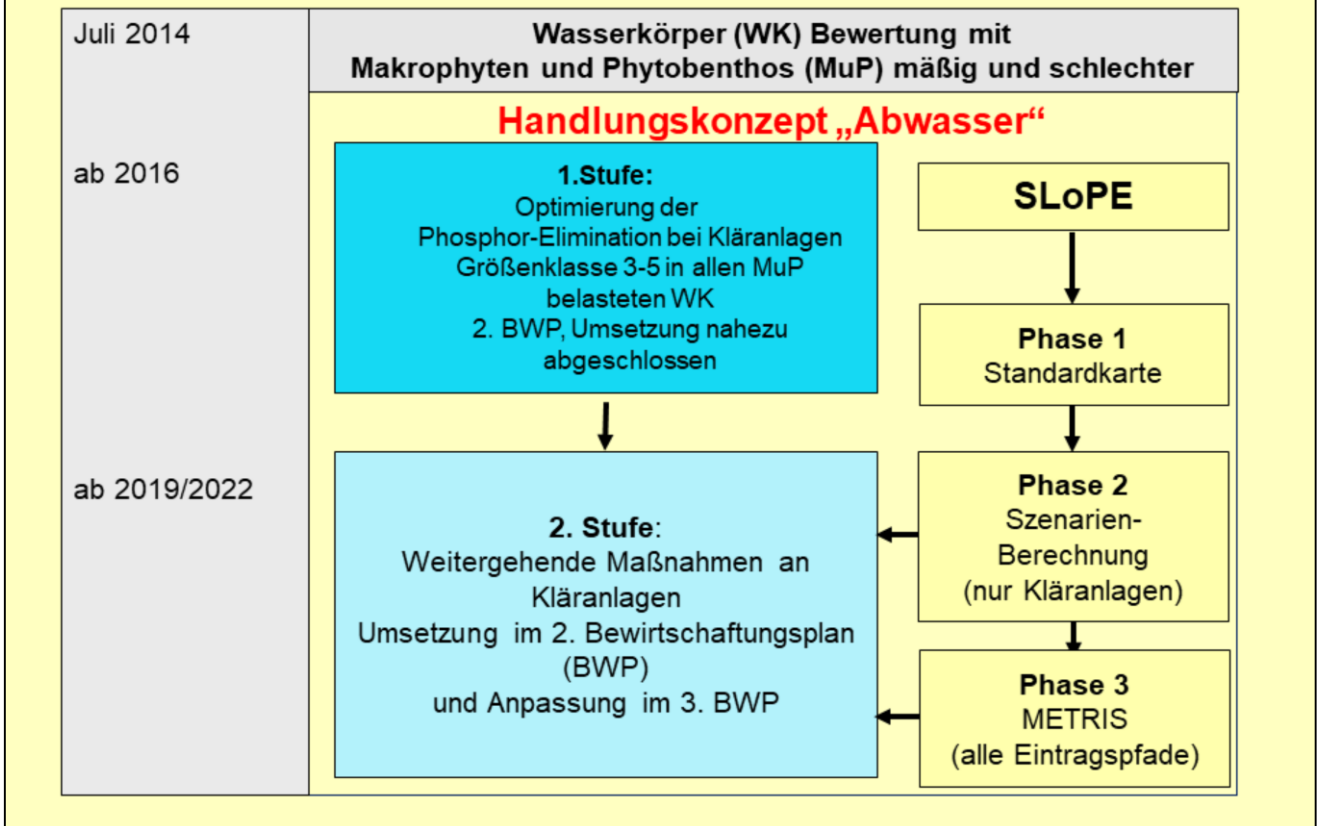 Juli 2014
Wasserkörper (WK) Bewertung mit
Makrophyten und Phytobenthos (MuP) mäßig und schlechter
Handlungskonzept „Abwasser“
ab 2016
1.Stufe:
Optimierung der
Phosphor-Elimination bei Kläranlagen
Größenklasse 3-5 in allen MuP
belasteten WK
2. BWP, Umsetzung nahezu
abgeschlossen
SLoPE
Phase 1
Standardkarte
ab 2019/2022
2. Stufe:
Weitergehende Maßnahmen an
Kläranlagen
Umsetzung im 2. Bewirtschaftungsplan
(BWP)
und Anpassung im 3. BWP
Phase 2
Szenarien-
Berechnung
(nur Kläranlagen)
Phase 3
METRIS
(alle Eintragspfade)